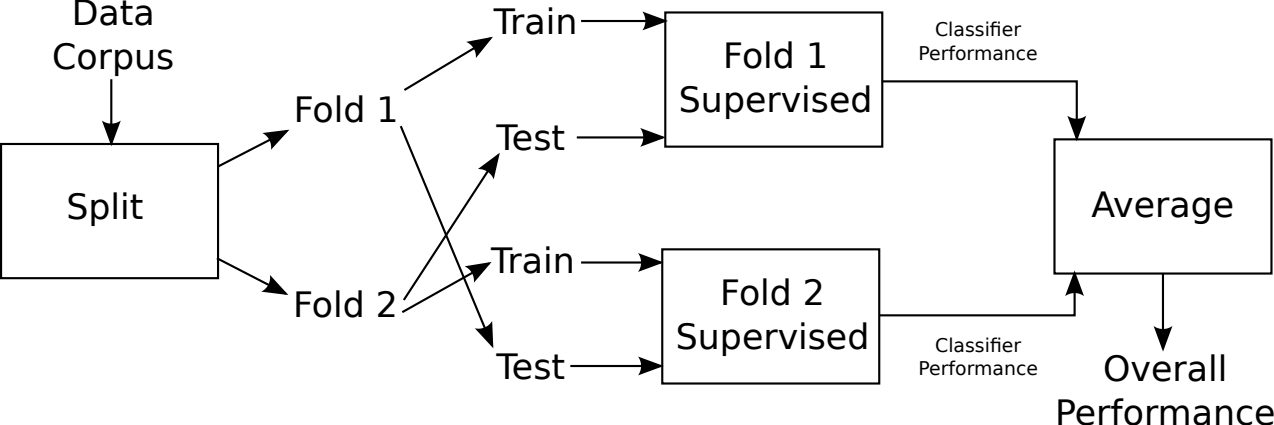 Data
Corpus
Split
Fold 1
Fold 2
Train
Test
Train
Test
Fold 1
Supervised
Fold 2
Supervised
Classifier
Performance
Classifier
Performance
Average
Overall
Performance